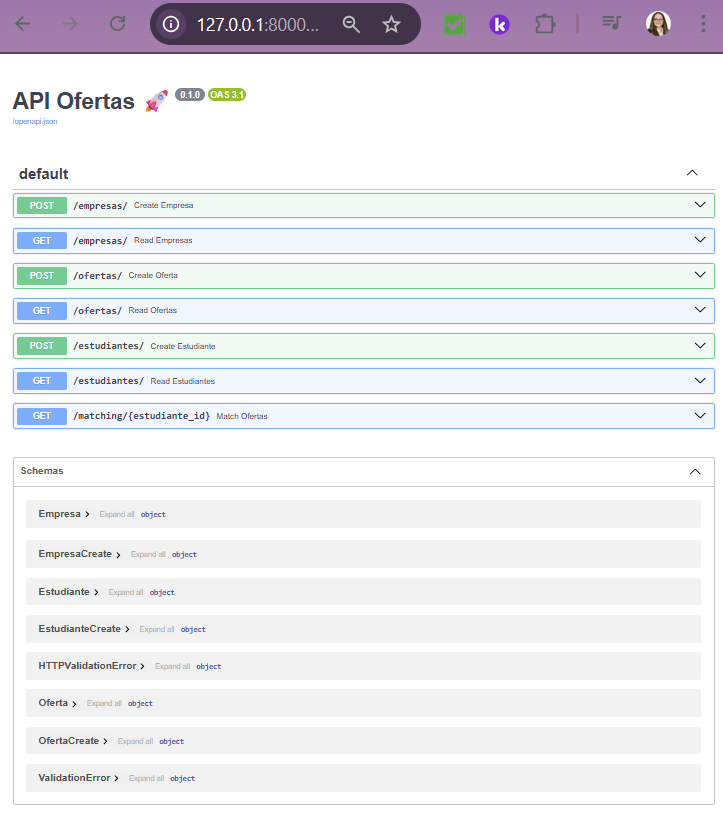 127.0.0.1:8000...
API Ofertas 🚀 0.1.0 OAS 3.1
/openapi.json
default
POST /empresas/ Create Empresa
GET /empresas/ Read Empresas
POST /ofertas/ Create Oferta
GET /ofertas/ Read Ofertas
POST /estudiantes/ Create Estudiante
GET /estudiantes/ Read Estudiantes
GET /matching/{estudiante_id} Match Ofertas
Schemas
Empresa Expand all object
EmpresaCreate Expand all object
Estudiante Expand all object
EstudianteCreate Expand all object
HTTPValidationError Expand all object
Oferta Expand all object
OfertaCreate Expand all object
ValidationError Expand all object